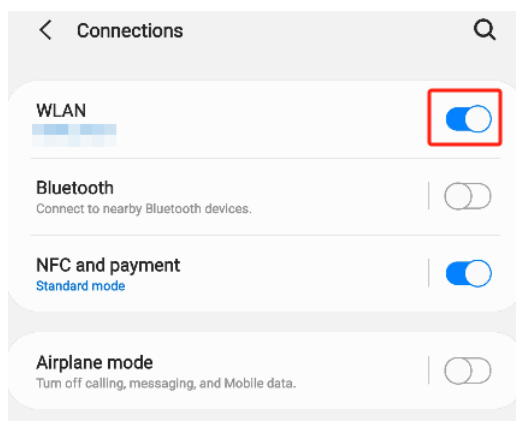 Connections
WLAN
Bluetooth
Connect to nearby Bluetooth devices.
NFC and payment
Standard mode
Airplane mode
Turn off calling, messaging, and Mobile data.